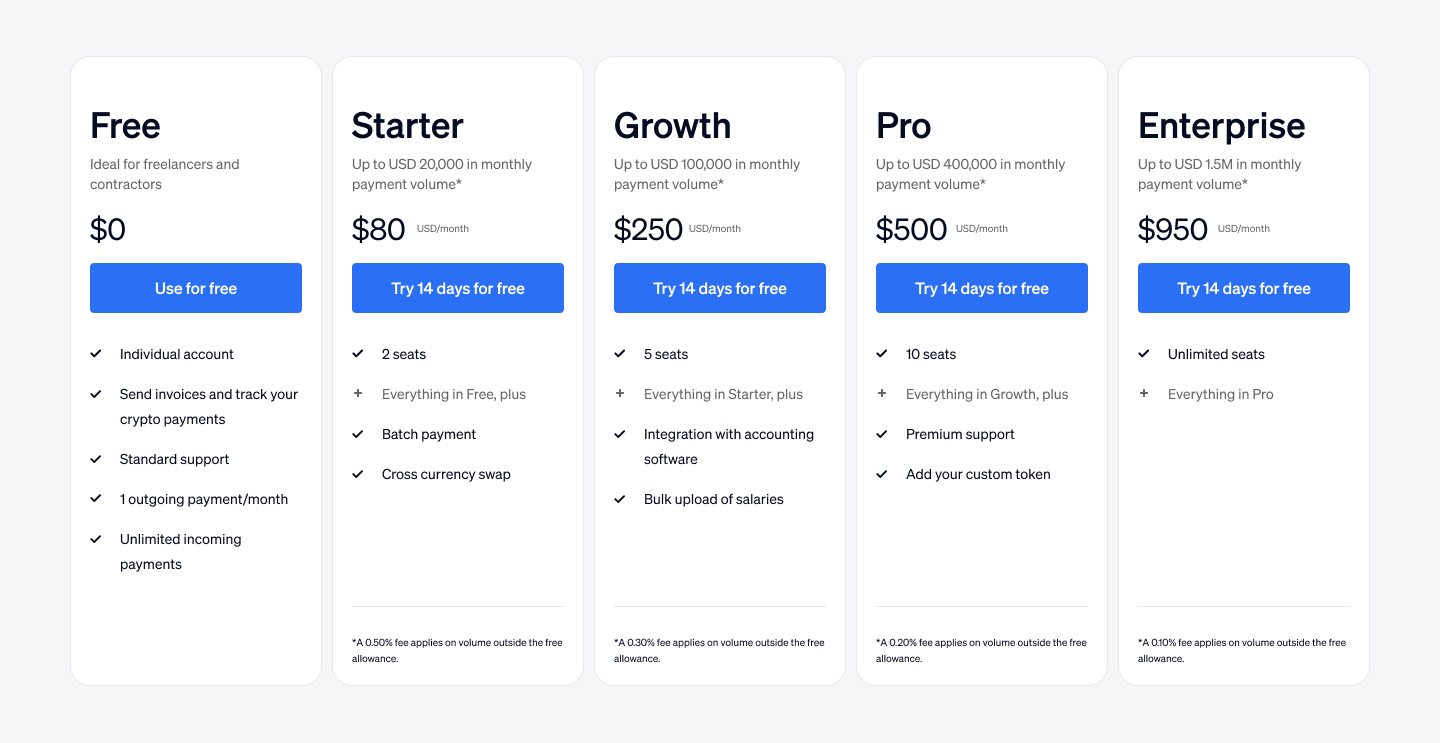 Free
Ideal for freelancers and
contractors
$0
Use for free
Individual account
Send invoices and track your
crypto payments
Standard support
1 outgoing payment/month
Unlimited incoming
payments
Starter
Up to USD 20,000 in monthly
payment volume*
$80 USD/month
Try 14 days for free
2 seats
+ Everything in Free, plus
Batch payment
Cross currency swap
*A 0.50% fee applies on volume outside the free
allowance.
Growth
Up to USD 100,000 in monthly
payment volume*
$250 USD/month
Try 14 days for free
5 seats
+ Everything in Starter, plus
Integration with accounting
software
Bulk upload of salaries
*A 0.30% fee applies on volume outside the free
allowance.
Pro
Up to USD 400,000 in monthly
payment volume*
$500 USD/month
Try 14 days for free
10 seats
+ Everything in Growth, plus
Premium support
Add your custom token
*A 0.20% fee applies on volume outside the free
allowance.
Enterprise
Up to USD 1.5M in monthly
payment volume*
$950 USD/month
Try 14 days for free
Unlimited seats
+ Everything in Pro
*A 0.10% fee applies on volume outside the free
allowance.